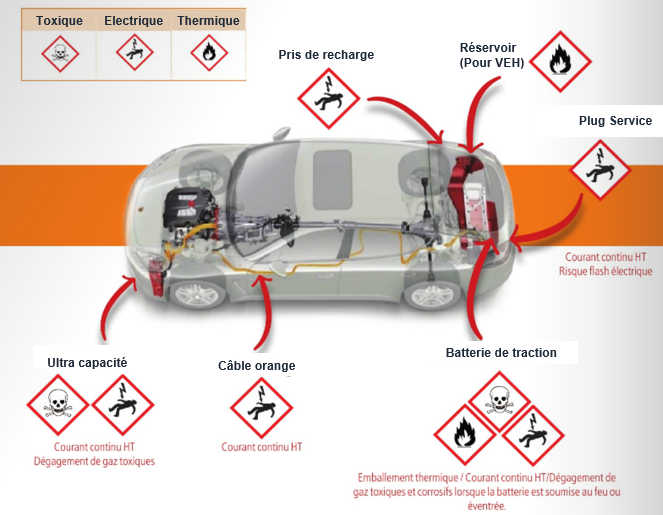 Toxique Electrique Thermique
Pris de recharge
Réservoir
(Pour VEH)
Plug Service
Courant continu HT
Risque flash électrique
Ultra capacité
Courant continu HT
Dégagement de gaz toxiques
Câble orange
Courant continu HT
Batterie de traction
Emballement thermique / Courant continu HT/Dégagement de
gaz toxiques et corrosifs lorsque la batterie est soumise au feu ou
éventrée.